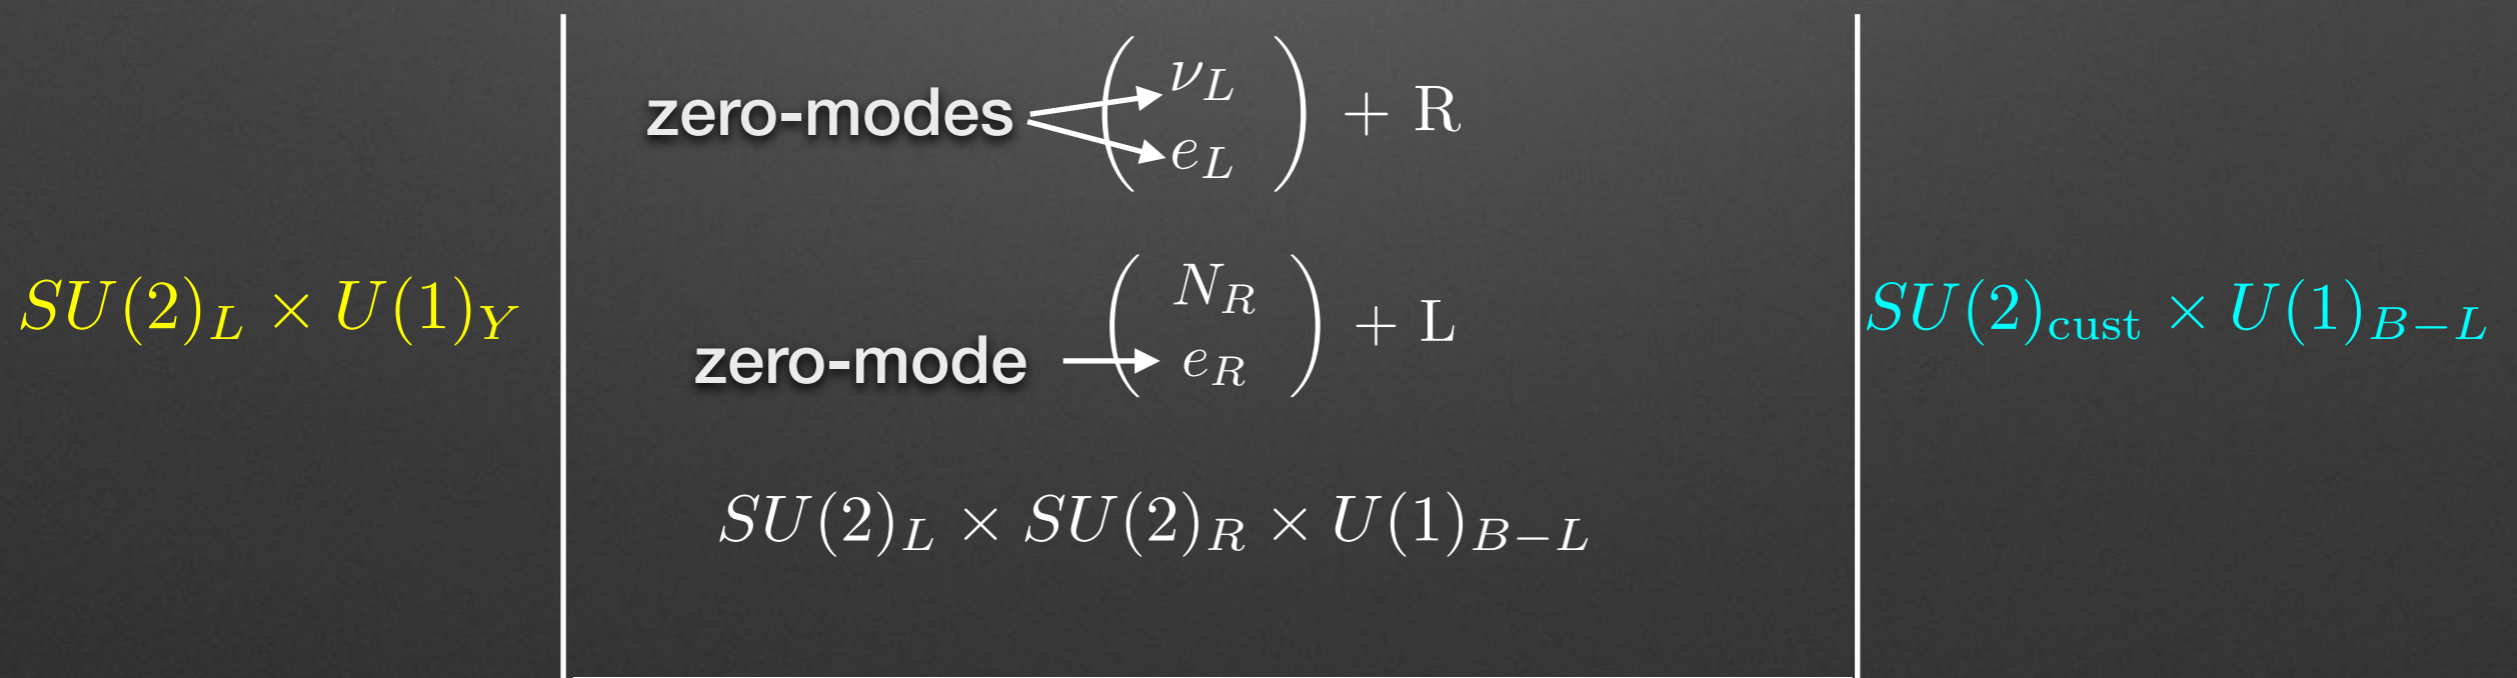 zero-modes ( ν_L e_L ) + R
SU(2)_L × U(1)_Y
zero-mode ( N_R e_R ) + L
SU(2)_cust × U(1)_{B−L}
SU(2)_L × SU(2)_R × U(1)_{B−L}